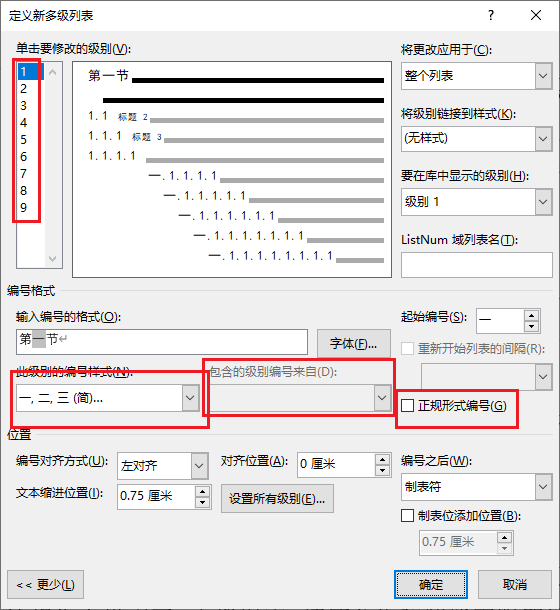 定义新多级列表
单击要修改的级别(V):
1
2
3
4
5
6
7
8
9
第一节
1.1 标题 2
1.1.1 标题 3
1.1.1.1
一.1.1.1.1
一.1.1.1.1.1
一.1.1.1.1.1.1
一.1.1.1.1.1.1.1
一.1.1.1.1.1.1.1.1
将更改应用于(C):
整个列表
将级别链接到样式(K):
(无样式)
要在库中显示的级别(H):
级别 1
ListNum 域列表名(T):
编号格式
输入编号的格式(O):
第一节↵
字体(F)...
起始编号(S):
一
重新开始列表的间隔(R):
此级别的编号样式(N):
一, 二, 三 (简)...
包含的级别编号来自(D):
正规形式编号(G)
位置
编号对齐方式(U):
左对齐
对齐位置(A):
0 厘米
编号之后(W):
制表符
文本缩进位置(I):
0.75 厘米
设置所有级别(E)...
制表位添加位置(B):
0.75 厘米
<< 更少(L)
确定
取消